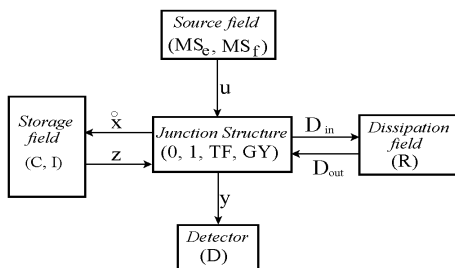 Source field
(MSe, MSf)
u
Storage
field
(C, I)
x̊
z
Junction Structure
(0, 1, TF, GY)
Din
Dout
Dissipation
field
(R)
y
Detector
(D)